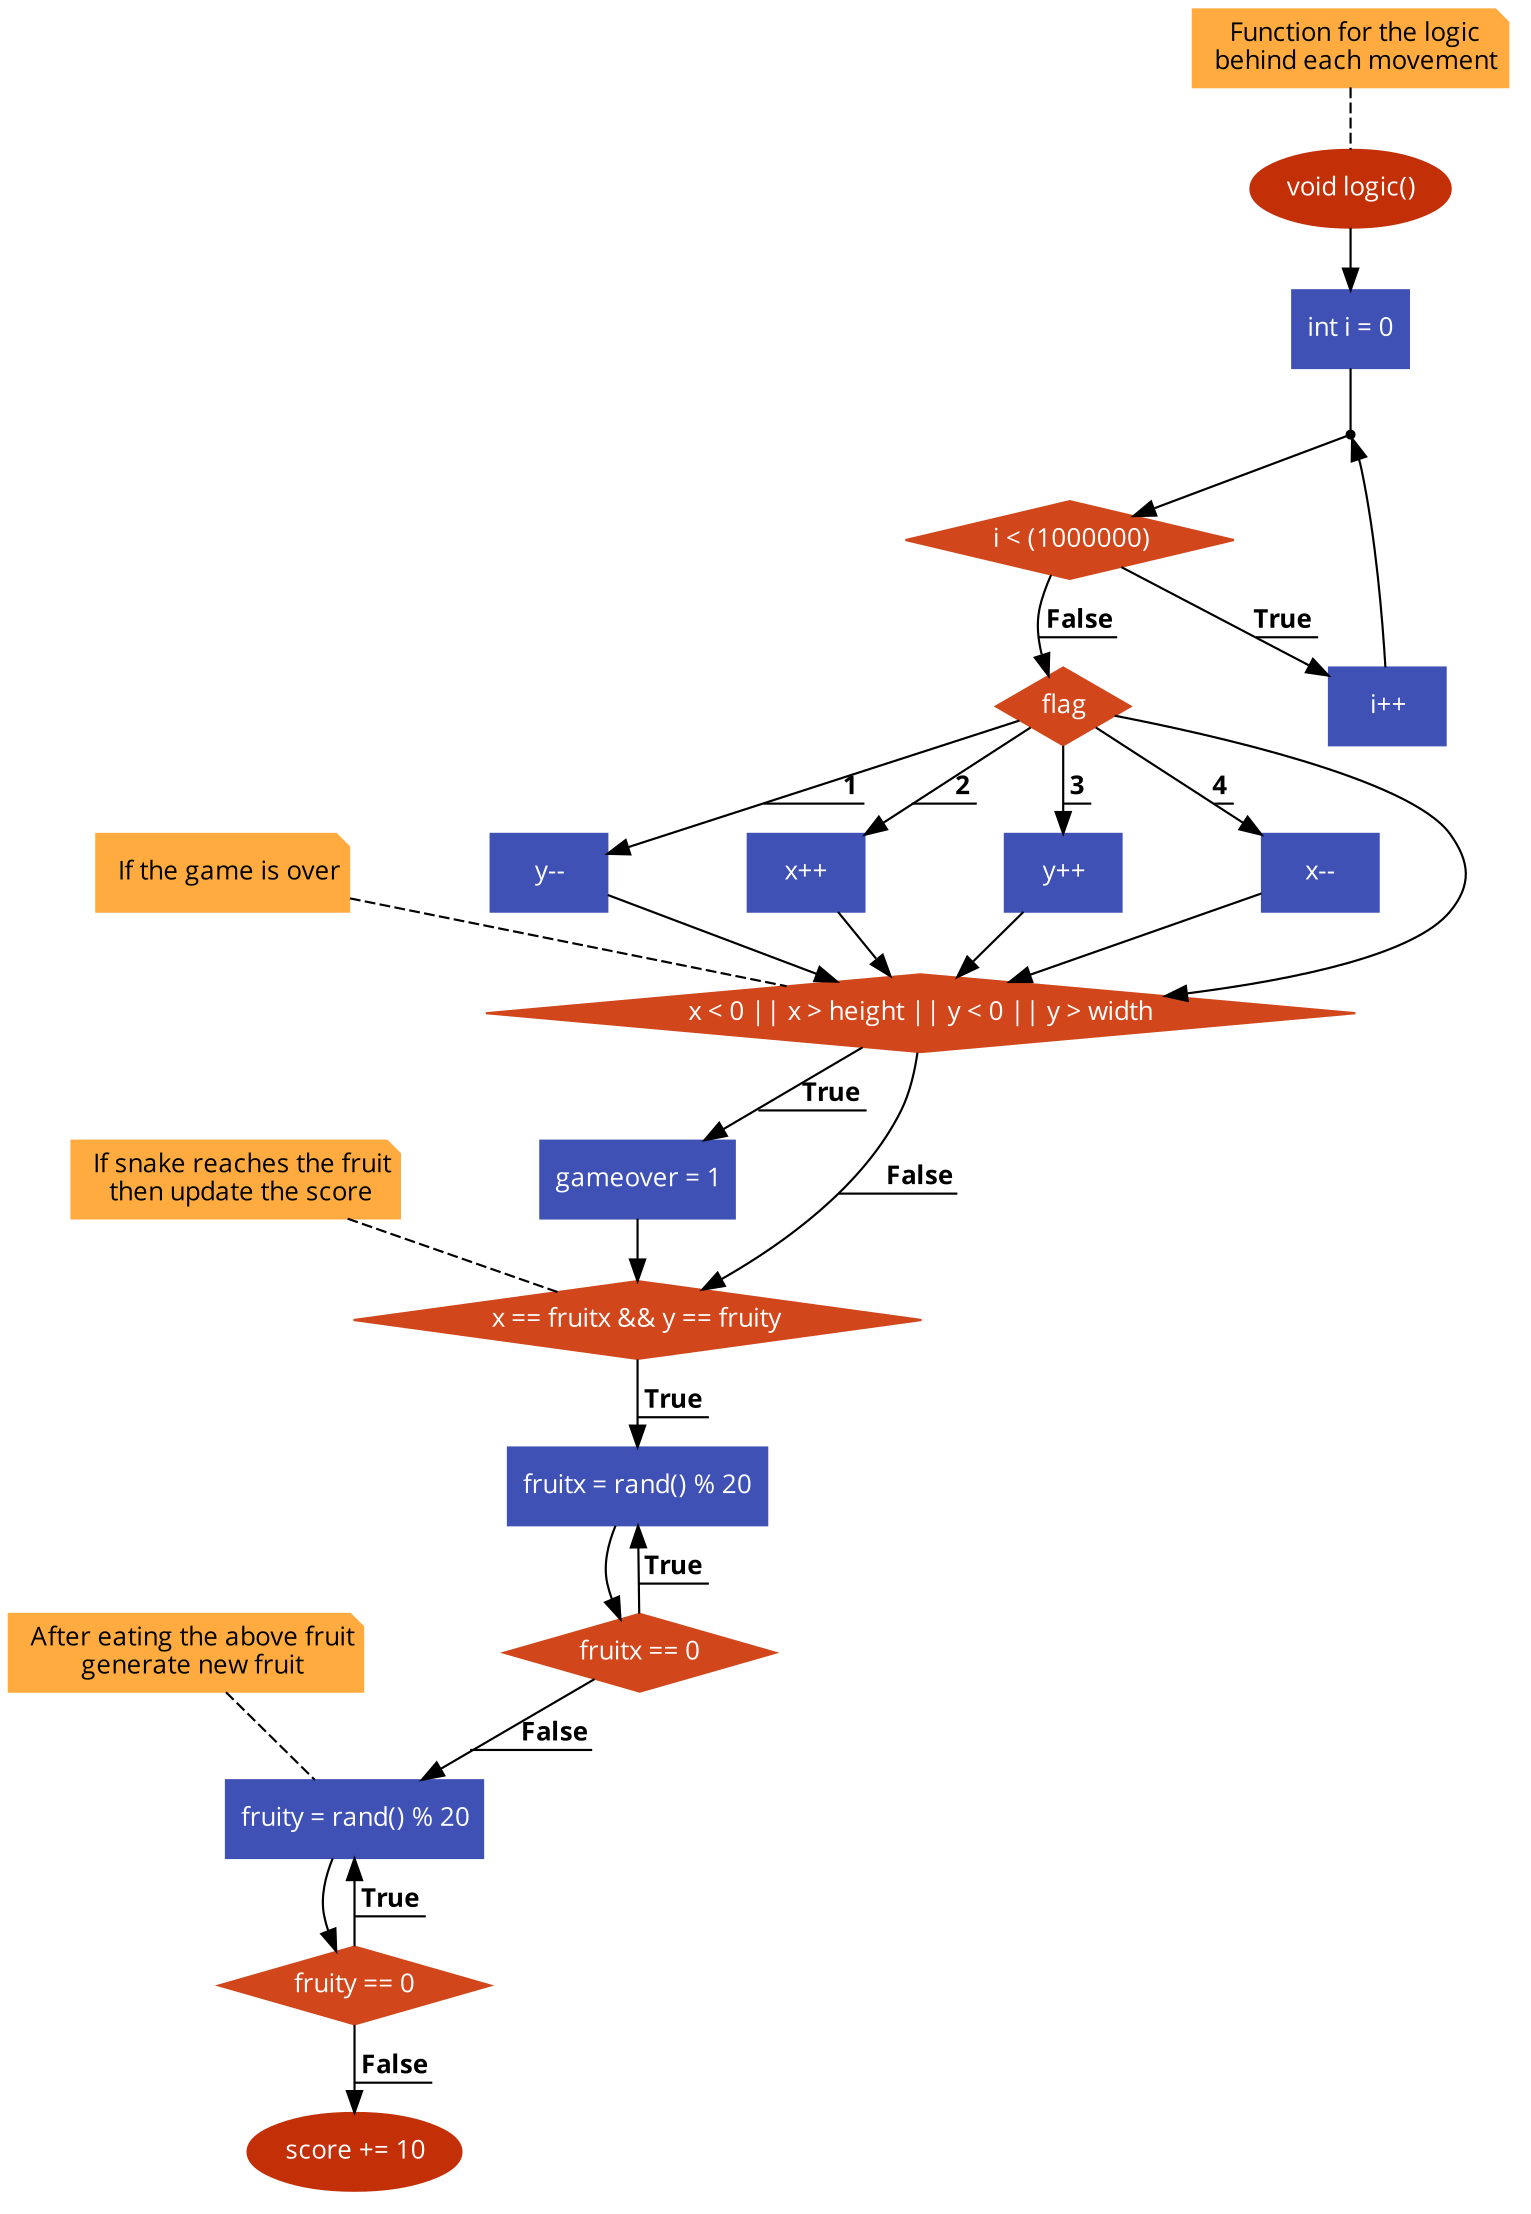 Function for the logic
behind each movement
void logic()
int i = 0
i < (1000000)
False
True
flag
i++
1
2
3
4
If the game is over
y--
x++
y++
x--
x < 0 || x > height || y < 0 || y > width
True
If snake reaches the fruit
then update the score
gameover = 1
False
x == fruitx && y == fruity
True
fruitx = rand() % 20
True
After eating the above fruit
generate new fruit
fruitx == 0
False
fruity = rand() % 20
True
fruity == 0
False
score += 10